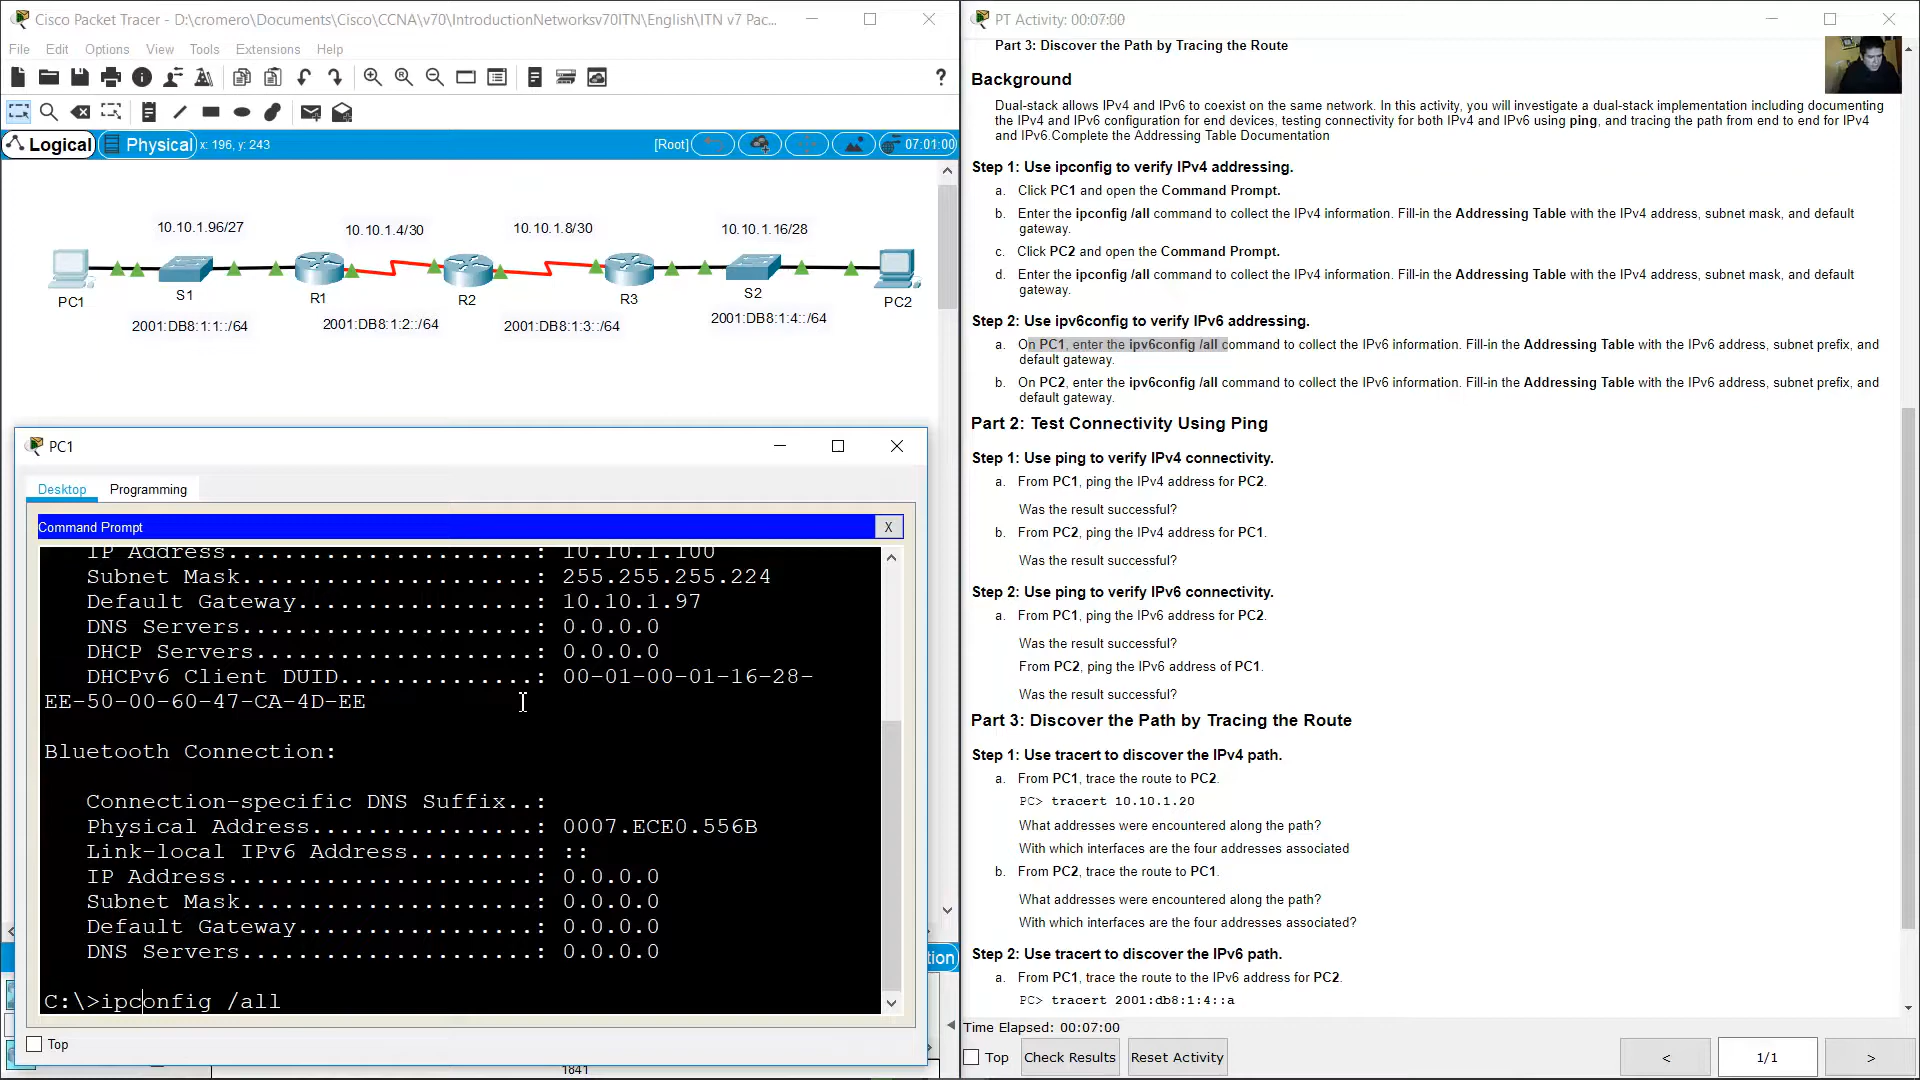 Cisco Packet Tracer - D:\cromero\Documents\Cisco\CCNA\v70\IntroductionNetworksv70ITN\English\ITN v7 Pac...
File Edit Options View Tools Extensions Help
?
Logical Physical x: 196, y: 243 [Root] 07:01:00
10.10.1.96/27
10.10.1.4/30
10.10.1.8/30
10.10.1.16/28
PC1
S1
R1
R2
R3
S2
PC2
2001:DB8:1:1::/64
2001:DB8:1:2::/64
2001:DB8:1:3::/64
2001:DB8:1:4::/64
PC1
Desktop Programming
Command Prompt X
IP Address......................: 10.10.1.100
Subnet Mask.....................: 255.255.255.224
Default Gateway.................: 10.10.1.97
DNS Servers.....................: 0.0.0.0
DHCP Servers....................: 0.0.0.0
DHCPv6 Client DUID..............: 00-01-00-01-16-28-
EE-50-00-60-47-CA-4D-EE
Bluetooth Connection:
Connection-specific DNS Suffix..:
Physical Address................: 0007.ECE0.556B
Link-local IPv6 Address.........: ::
IP Address......................: 0.0.0.0
Subnet Mask.....................: 0.0.0.0
Default Gateway.................: 0.0.0.0
DNS Servers.....................: 0.0.0.0
C:\>ipconfig /all
Top
1841
tion
PT Activity: 00:07:00
Part 3: Discover the Path by Tracing the Route
Background
Dual-stack allows IPv4 and IPv6 to coexist on the same network. In this activity, you will investigate a dual-stack implementation including documenting
the IPv4 and IPv6 configuration for end devices, testing connectivity for both IPv4 and IPv6 using ping, and tracing the path from end to end for IPv4
and IPv6.Complete the Addressing Table Documentation
Step 1: Use ipconfig to verify IPv4 addressing.
a. Click PC1 and open the Command Prompt.
b. Enter the ipconfig /all command to collect the IPv4 information. Fill-in the Addressing Table with the IPv4 address, subnet mask, and default
gateway.
c. Click PC2 and open the Command Prompt.
d. Enter the ipconfig /all command to collect the IPv4 information. Fill-in the Addressing Table with the IPv4 address, subnet mask, and default
gateway.
Step 2: Use ipv6config to verify IPv6 addressing.
a. On PC1, enter the ipv6config /all command to collect the IPv6 information. Fill-in the Addressing Table with the IPv6 address, subnet prefix, and
default gateway.
b. On PC2, enter the ipv6config /all command to collect the IPv6 information. Fill-in the Addressing Table with the IPv6 address, subnet prefix, and
default gateway.
Part 2: Test Connectivity Using Ping
Step 1: Use ping to verify IPv4 connectivity.
a. From PC1, ping the IPv4 address for PC2.
Was the result successful?
b. From PC2, ping the IPv4 address for PC1.
Was the result successful?
Step 2: Use ping to verify IPv6 connectivity.
a. From PC1, ping the IPv6 address for PC2.
Was the result successful?
From PC2, ping the IPv6 address of PC1.
Was the result successful?
Part 3: Discover the Path by Tracing the Route
Step 1: Use tracert to discover the IPv4 path.
a. From PC1, trace the route to PC2.
PC> tracert 10.10.1.20
What addresses were encountered along the path?
With which interfaces are the four addresses associated
b. From PC2, trace the route to PC1.
What addresses were encountered along the path?
With which interfaces are the four addresses associated?
Step 2: Use tracert to discover the IPv6 path.
a. From PC1, trace the route to the IPv6 address for PC2.
PC> tracert 2001:db8:1:4::a
Time Elapsed: 00:07:00
Top Check Results Reset Activity < 1/1 >